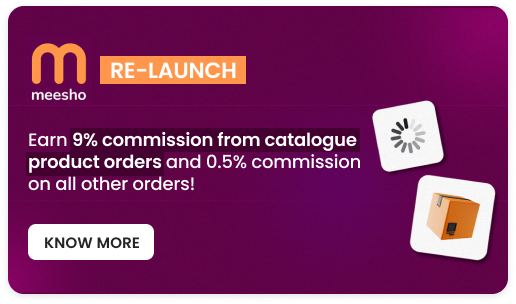 RE-LAUNCH
meesho
Earn 9% commission from catalogue
product orders and 0.5% commission
on all other orders!
KNOW MORE